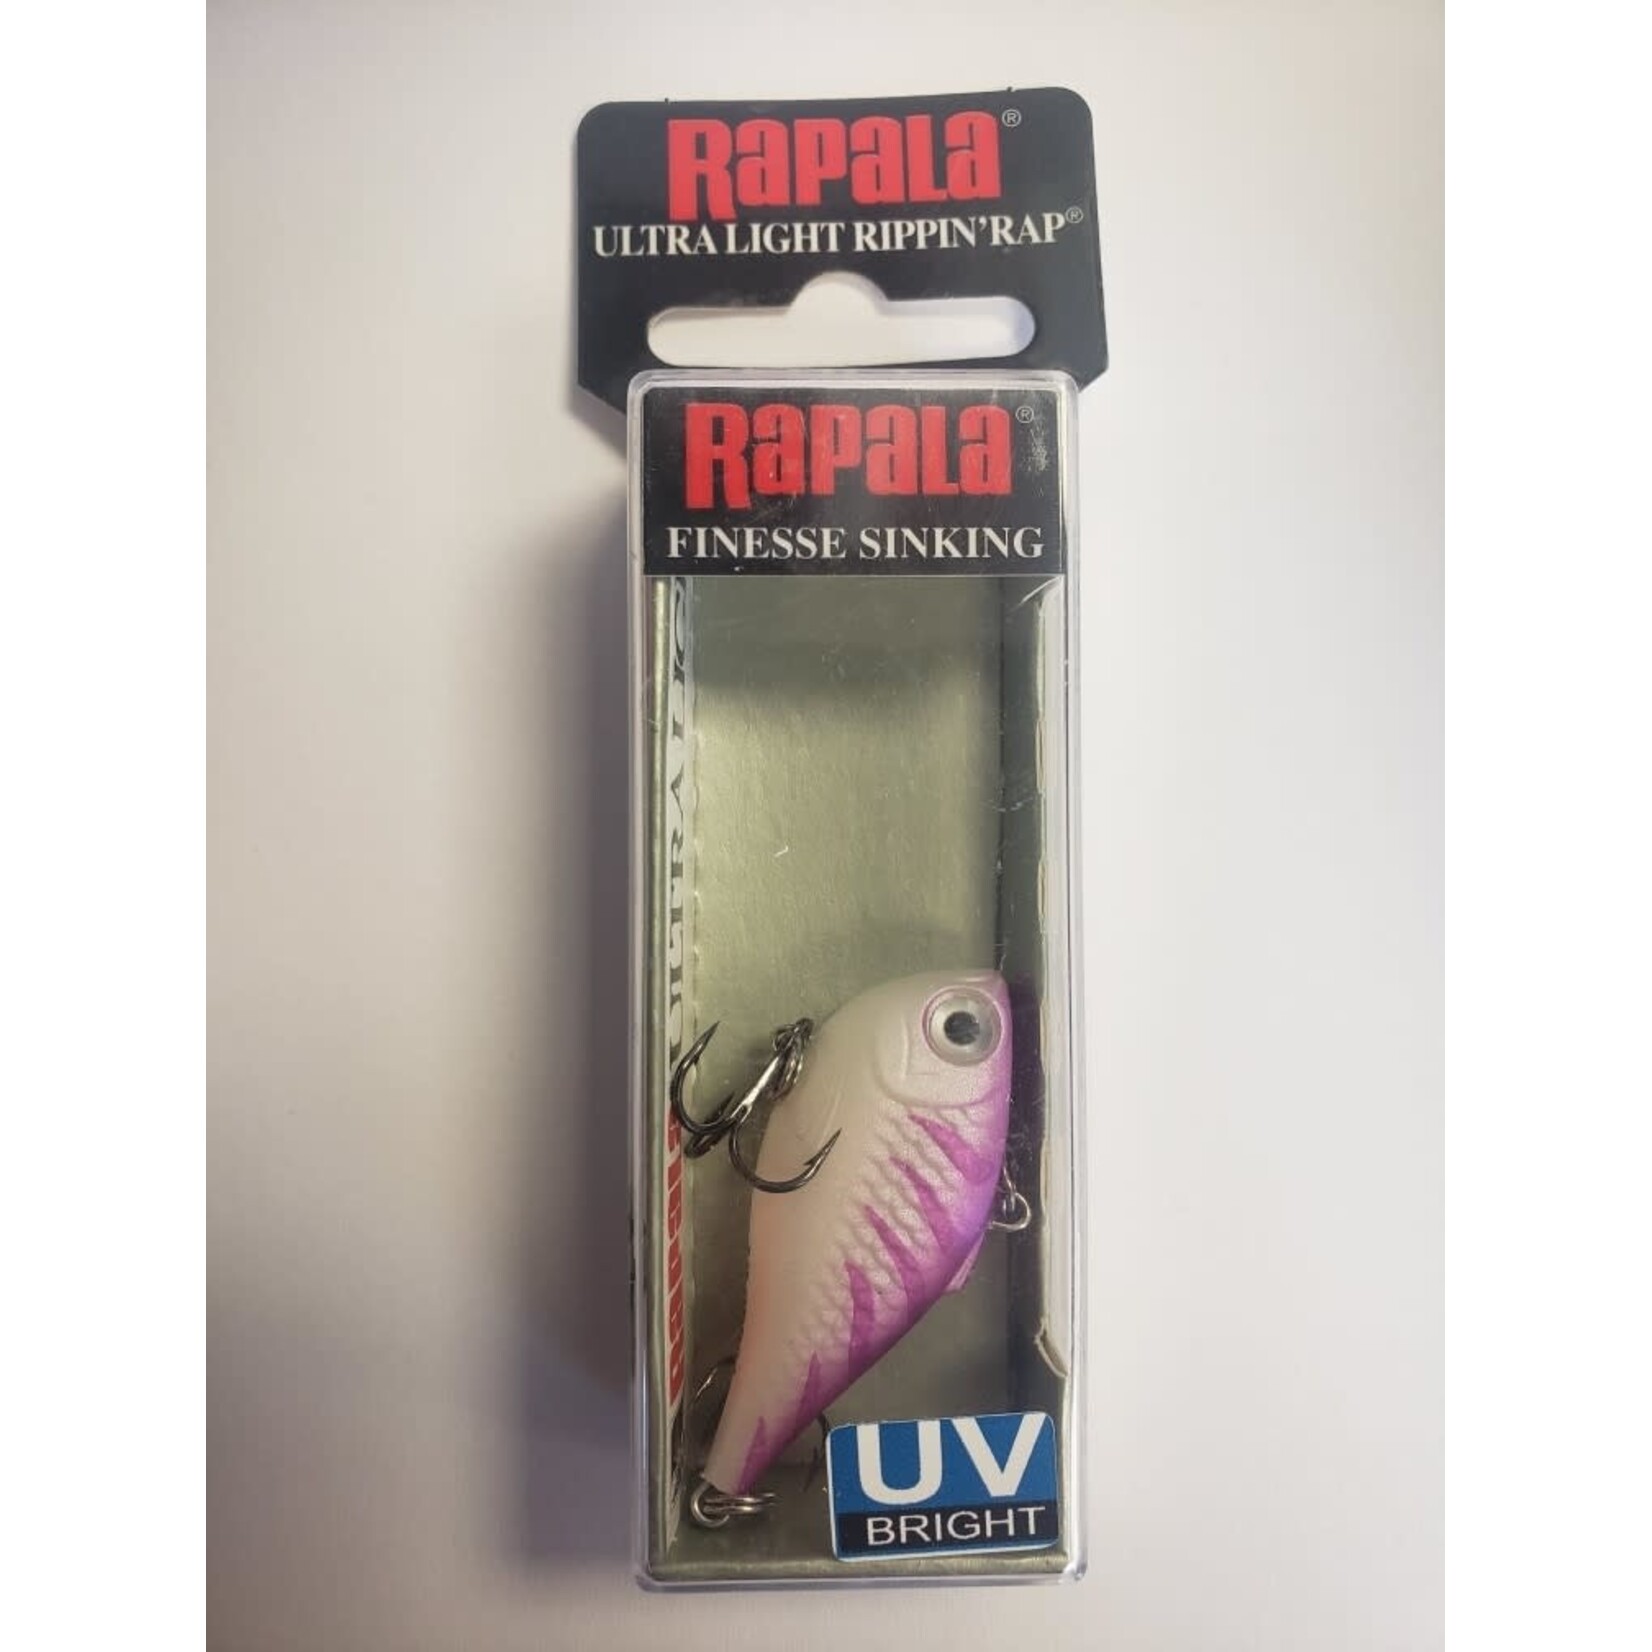 RAPALA®
ULTRA LIGHT RIPPIN'RAP®
RAPALA®
FINESSE SINKING
UV
BRIGHT